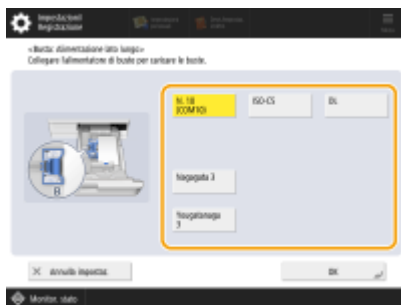 Impostazioni/
Registrazione
<Busta: alimentazione lato lungo>
Collegare l'alimentatore di buste per caricare le buste.
N. 10
(COM10)
ISO-C5
DL
Nagagata 3
Yougatanaga
3
B
Annulla impostaz.
OK
Monitor. stato